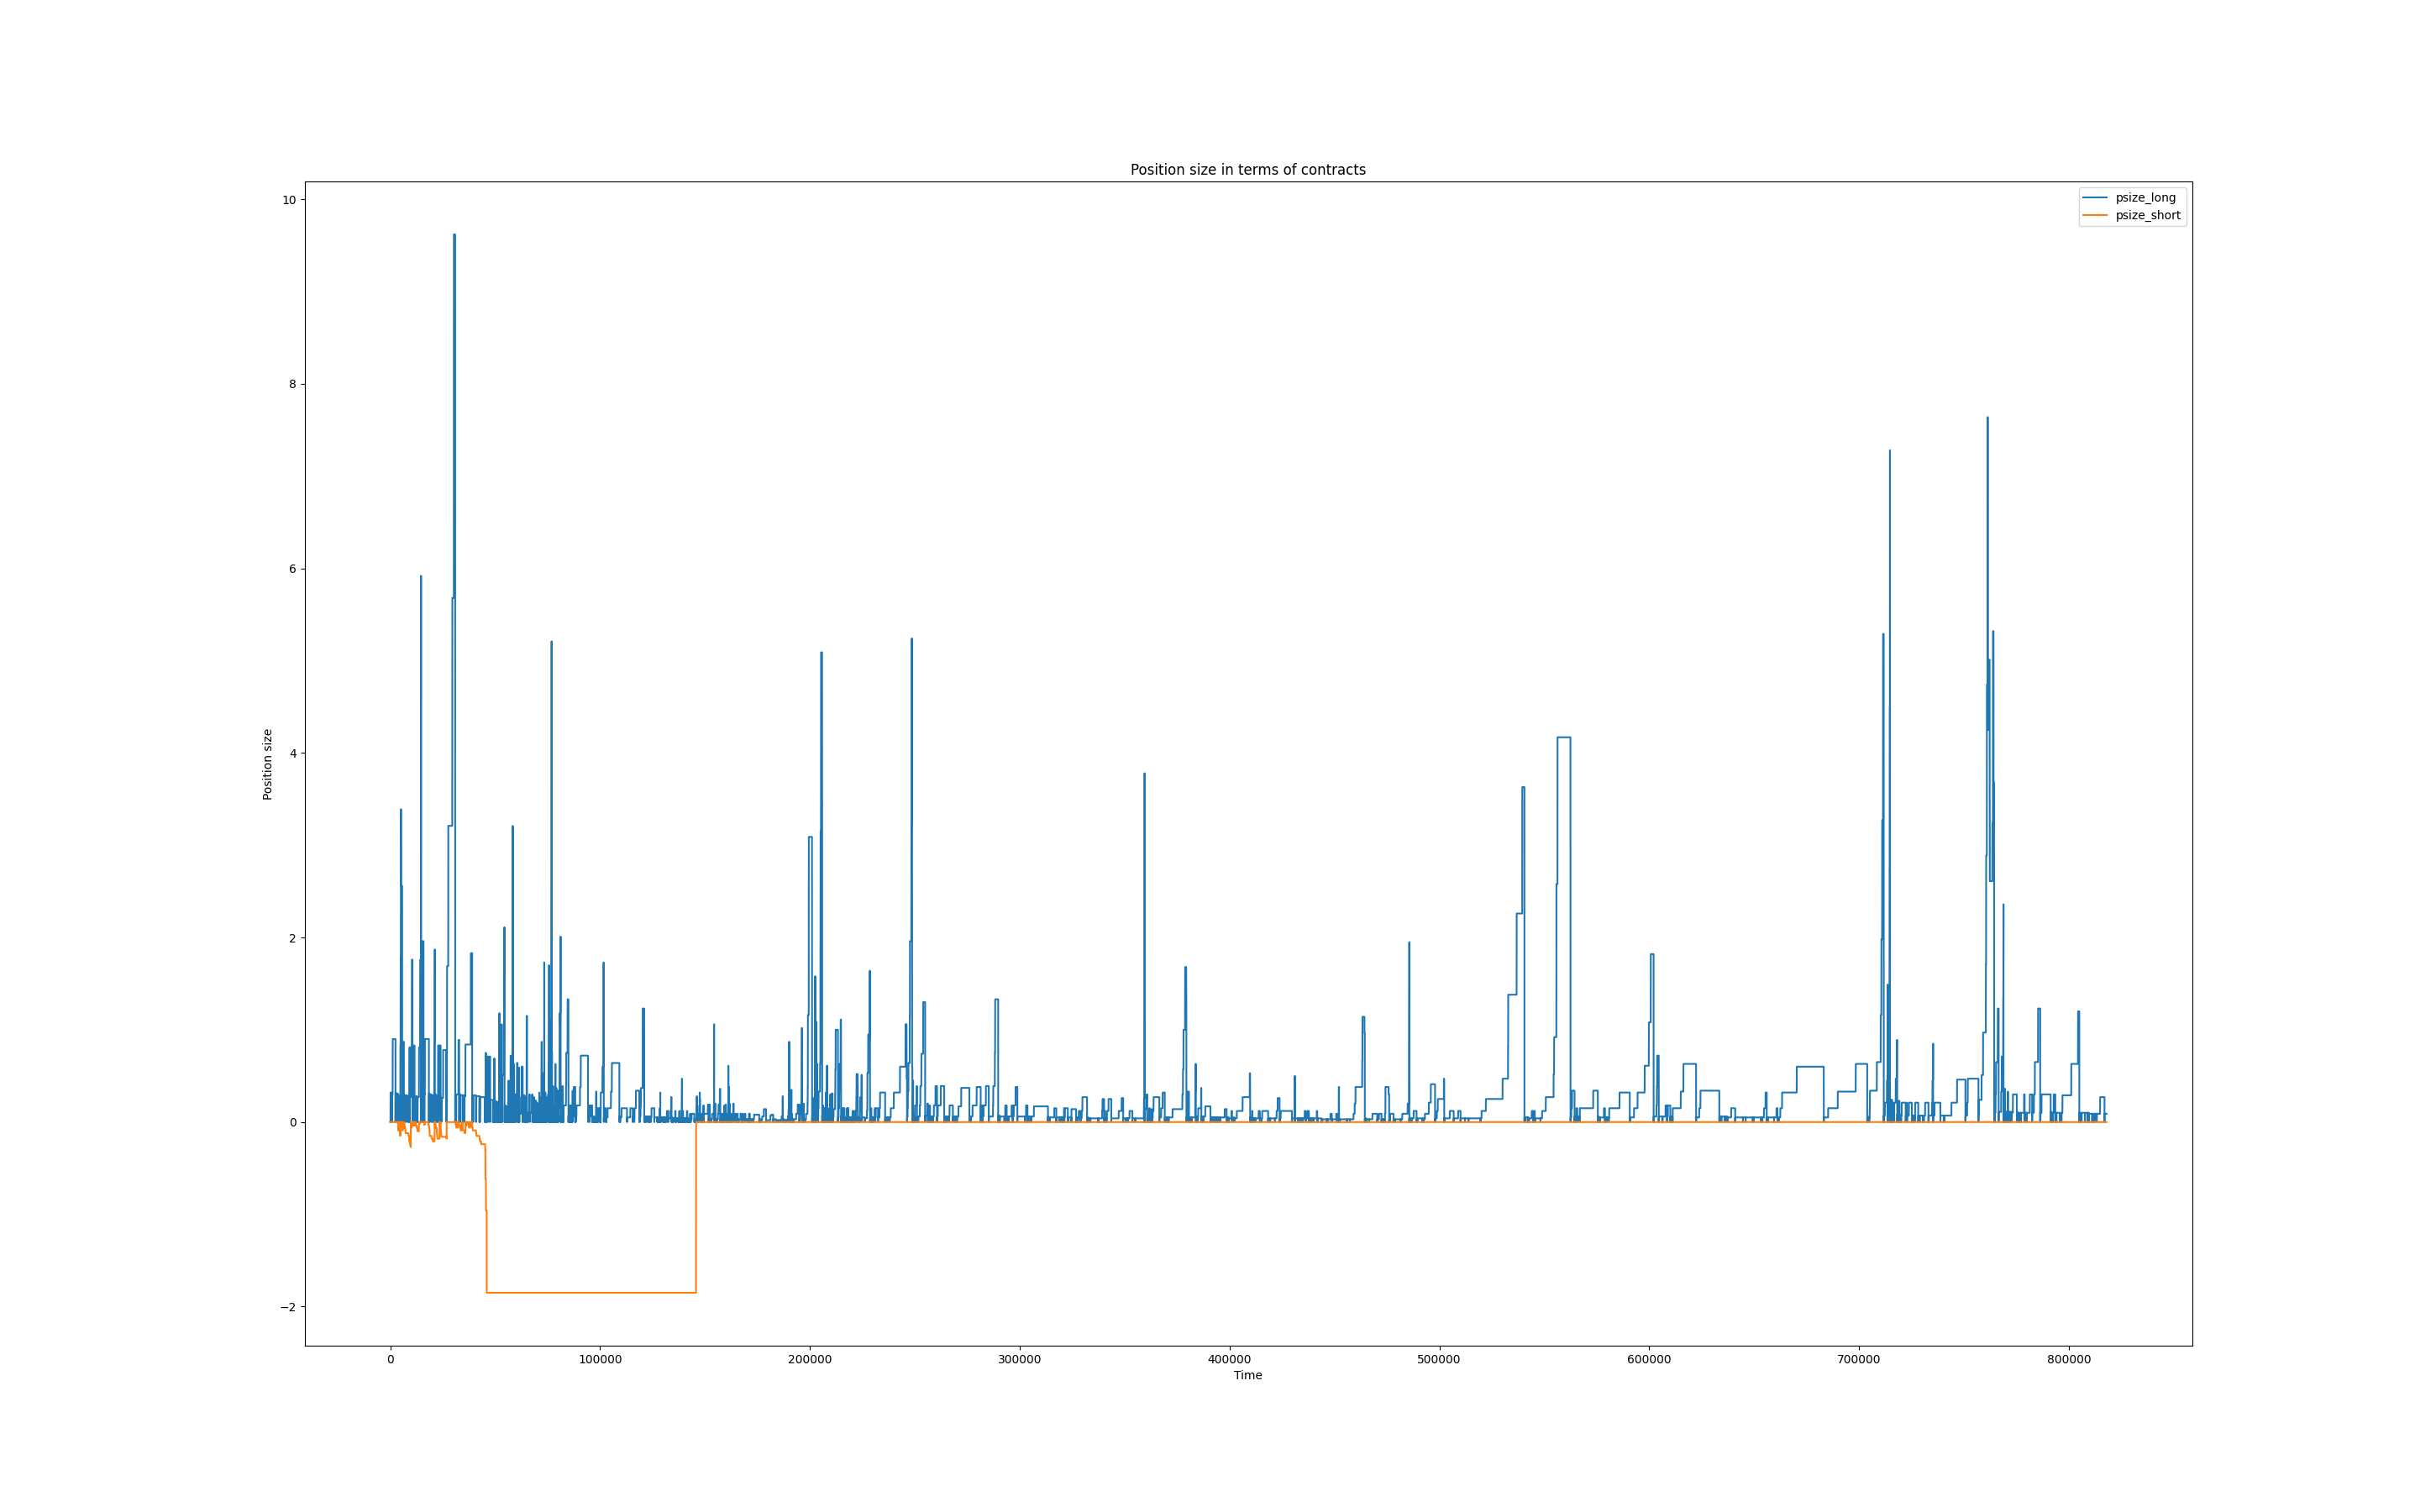 Position size in terms of contracts
psize_long
psize_short
10
8
6
4
2
0
−2
Position size
0 100000 200000 300000 400000 500000 600000 700000 800000
Time